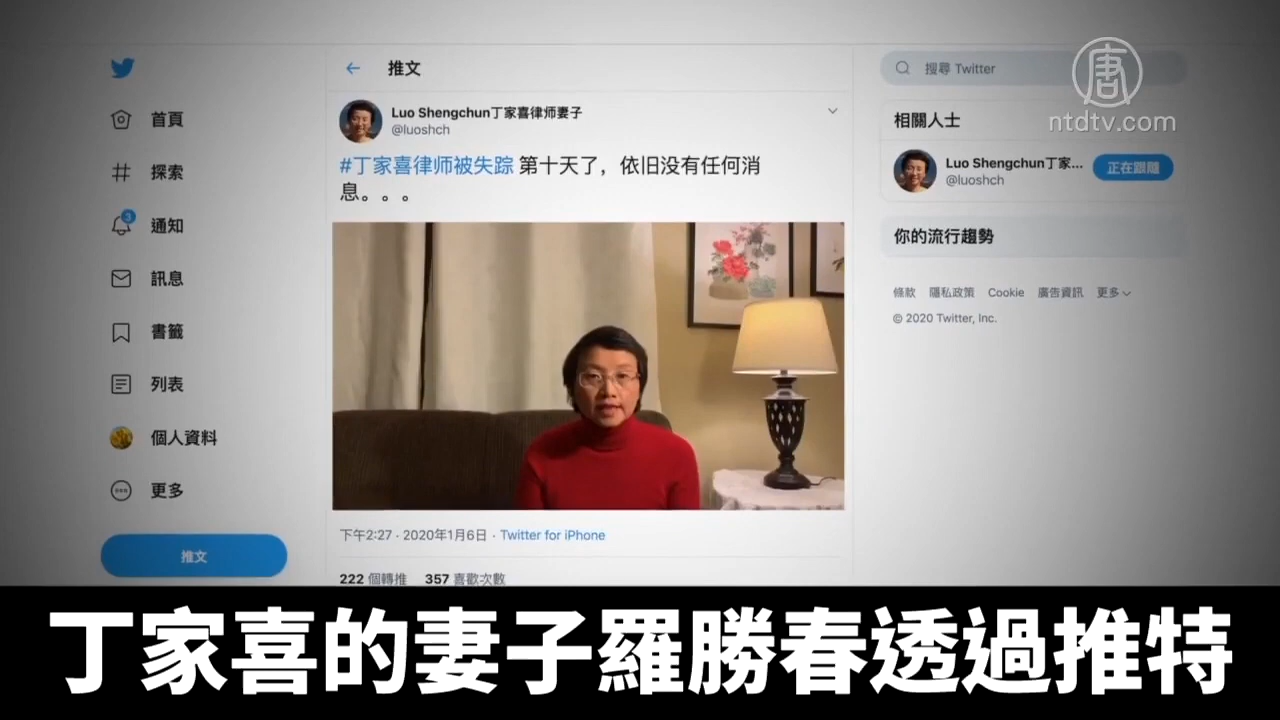 唐
ntdtv.com
首頁
探索
3
通知
訊息
書籤
列表
個人資料
更多
推文
推文
Luo Shengchun丁家喜律师妻子
@luoshch
#丁家喜律师被失踪 第十天了，依旧没有任何消
息。。。
下午2:27 · 2020年1月6日 · Twitter for iPhone
222 個轉推 357 喜歡次數
搜尋 Twitter
相關人士
Luo Shengchun丁家...
@luoshch
正在跟隨
你的流行趨勢
條款 隱私政策 Cookie 廣告資訊 更多
© 2020 Twitter, Inc.
丁家喜的妻子羅勝春透過推特